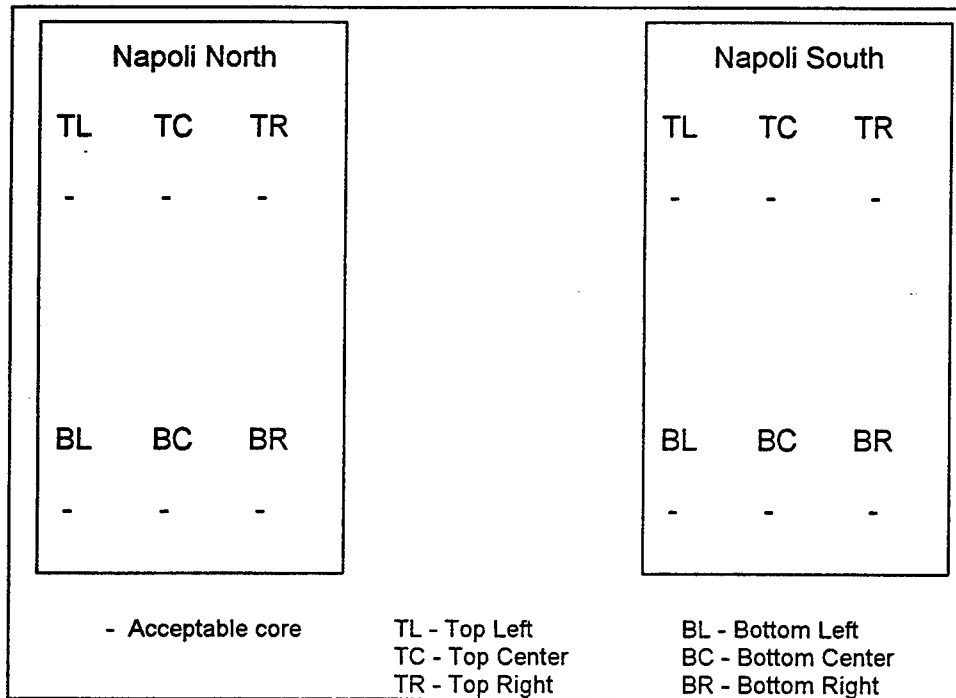 Napoli North
TL TC TR
- - -
BL BC BR
- - -
Napoli South
TL TC TR
- - -
BL BC BR
- - -
- Acceptable core
TL - Top Left
TC - Top Center
TR - Top Right
BL - Bottom Left
BC - Bottom Center
BR - Bottom Right